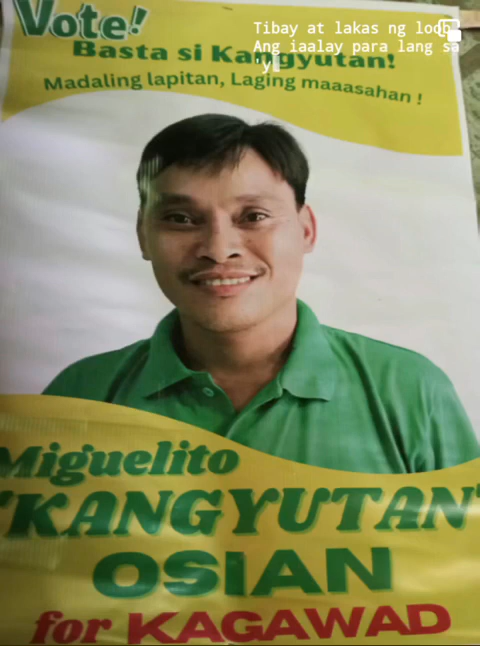 Vote!
Tibay at lakas ng loob
Ang iaalay para lang sa
'y
Basta si Kangyutan!
Madaling lapitan, Laging maaasahan !
Miguelito
"KANGYUTAN"
OSIAN
for KAGAWAD